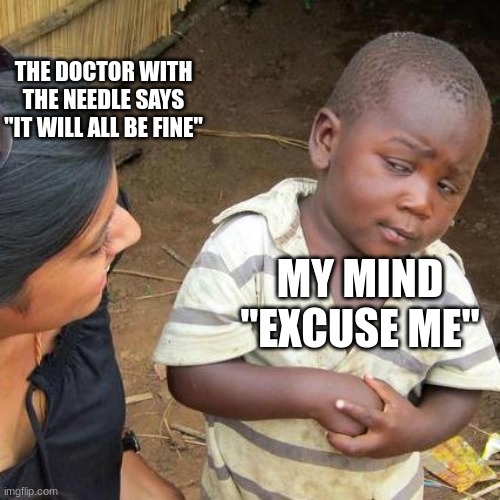 THE DOCTOR WITH
THE NEEDLE SAYS
"IT WILL ALL BE FINE"
MY MIND
"EXCUSE ME"
imgflip.com